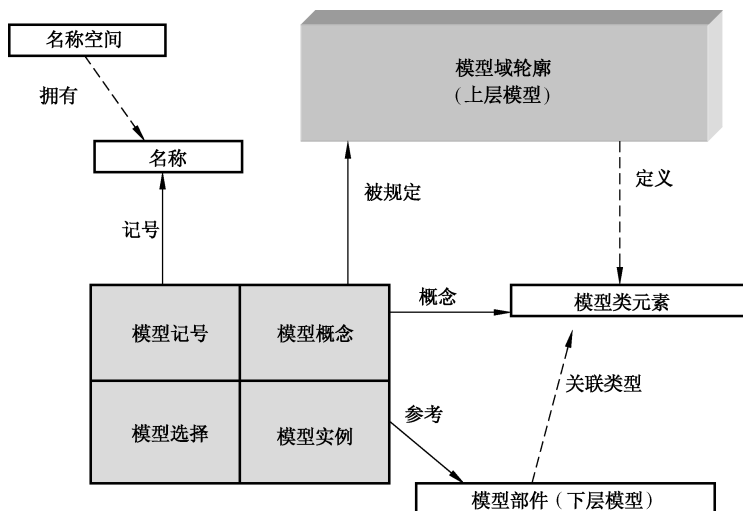 名称空间
模型域轮廓
（上层模型）
拥有
名称
被规定
定义
记号
概念
模型类元素
模型记号
模型概念
关联类型
参考
模型选择
模型实例
模型部件（下层模型）